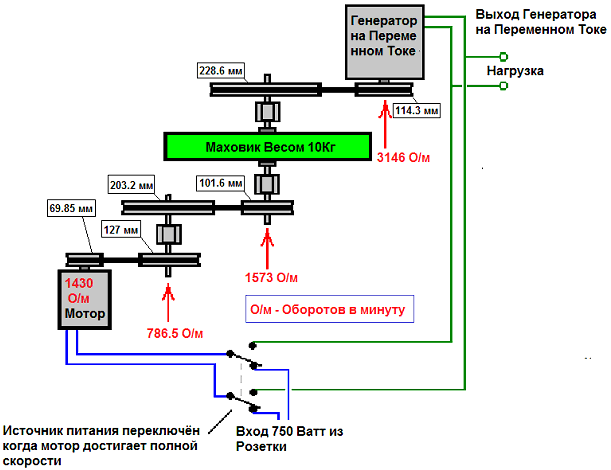 Генератор
на Переме
нном Токе
Выход Генератора
на Переменном Токе
Нагрузка
228.6 мм
114.3 мм
3146 О/м
Маховик Весом 10Кг
203.2 мм
101.6 мм
69.85 мм
127 мм
1430
О/м
Мотор
1573 О/м
786.5 О/м
О/м - Оборотов в минуту
Источник питания переключён
когда мотор достигает полной
скорости
Вход 750 Ватт из
Розетки